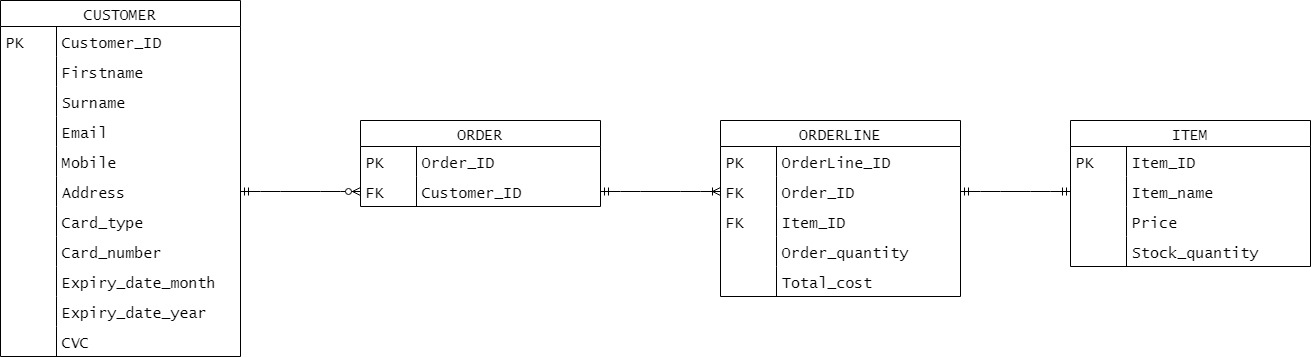 CUSTOMER
PK Customer_ID
Firstname
Surname
Email
Mobile
Address
Card_type
Card_number
Expiry_date_month
Expiry_date_year
CVC
ORDER
PK Order_ID
FK Customer_ID
ORDERLINE
PK OrderLine_ID
FK Order_ID
FK Item_ID
Order_quantity
Total_cost
ITEM
PK Item_ID
Item_name
Price
Stock_quantity